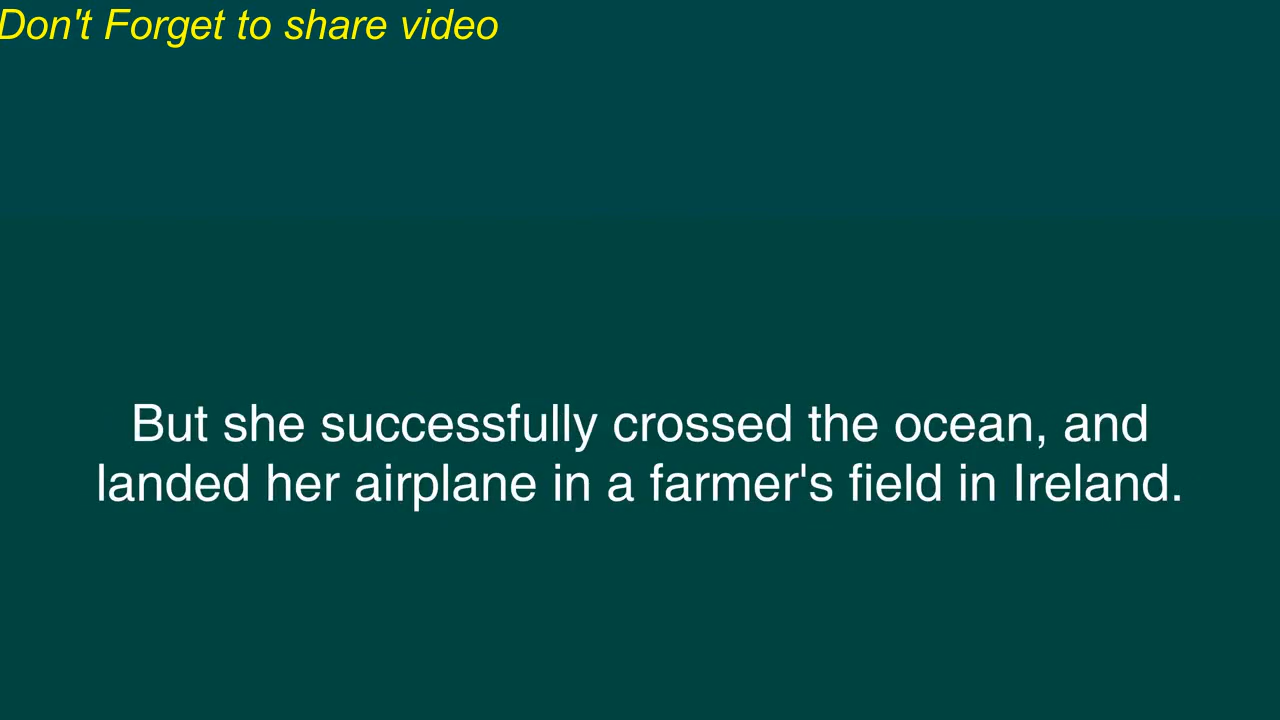 Don't Forget to share video
But she successfully crossed the ocean, and
landed her airplane in a farmer's field in Ireland.